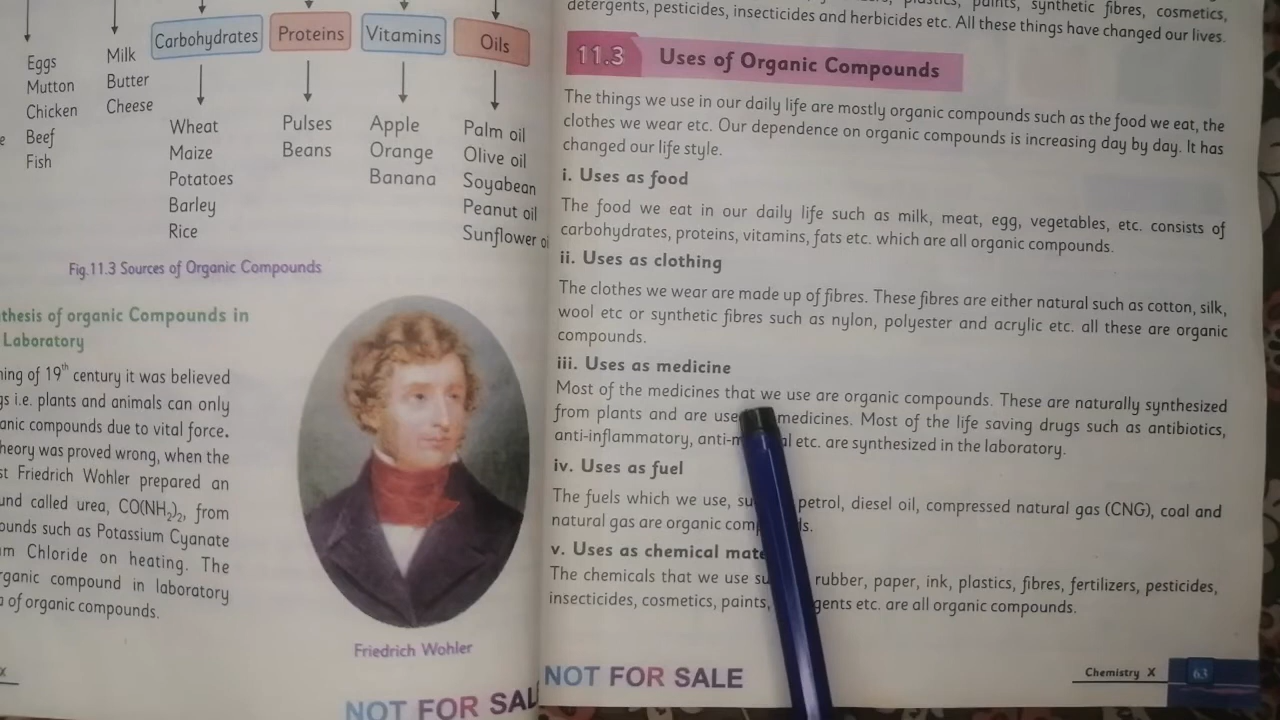 Carbohydrates Proteins Vitamins Oils
Eggs
Mutton
Chicken
Beef
Fish
Milk
Butter
Cheese
Wheat
Maize
Potatoes
Barley
Rice
Pulses
Beans
Apple
Orange
Banana
Palm oil
Olive oil
Soyabean
Peanut oil
Sunflower
Fig.11.3 Sources of Organic Compounds
of organic Compounds in
Laboratory
of 19th century it was believed
i.e. plants and animals can only
compounds due to vital force.
was proved wrong, when the
Friedrich Wohler prepared an
called urea, CO(NH2)2, from
such as Potassium Cyanate
Chloride on heating. The
compound in laboratory
of organic compounds.
Friedrich Wohler
X
NOT FOR
synthetic fibres, cosmetics,
detergents, pesticides, insecticides and herbicides etc. All these things have changed our lives.
11.3 Uses of Organic Compounds
The things we use in our daily life are mostly organic compounds such as the food we eat, the
clothes we wear etc. Our dependence on organic compounds is increasing day by day. It has
changed our life style.
i. Uses as food
The food we eat in our daily life such as milk, meat, egg, vegetables, etc. consists of
carbohydrates, proteins, vitamins, fats etc. which are all organic compounds.
ii. Uses as clothing
The clothes we wear are made up of fibres. These fibres are either natural such as cotton, silk,
wool etc or synthetic fibres such as nylon, polyester and acrylic etc. all these are organic
compounds.
iii. Uses as medicine
Most of the medicines that we use are organic compounds. These are naturally synthesized
from plants and are medicines. Most of the life saving drugs such as antibiotics,
anti-inflammatory, etc. are synthesized in the laboratory.
iv. Uses as fuel
The fuels which we use, petrol, diesel oil, compressed natural gas (CNG), coal and
natural gas are organic
v. Uses as chemical
The chemicals that we use rubber, paper, ink, plastics, fibres, fertilizers, pesticides,
insecticides, cosmetics, paints, etc. are all organic compounds.
NOT FOR SALE
Chemistry X 63